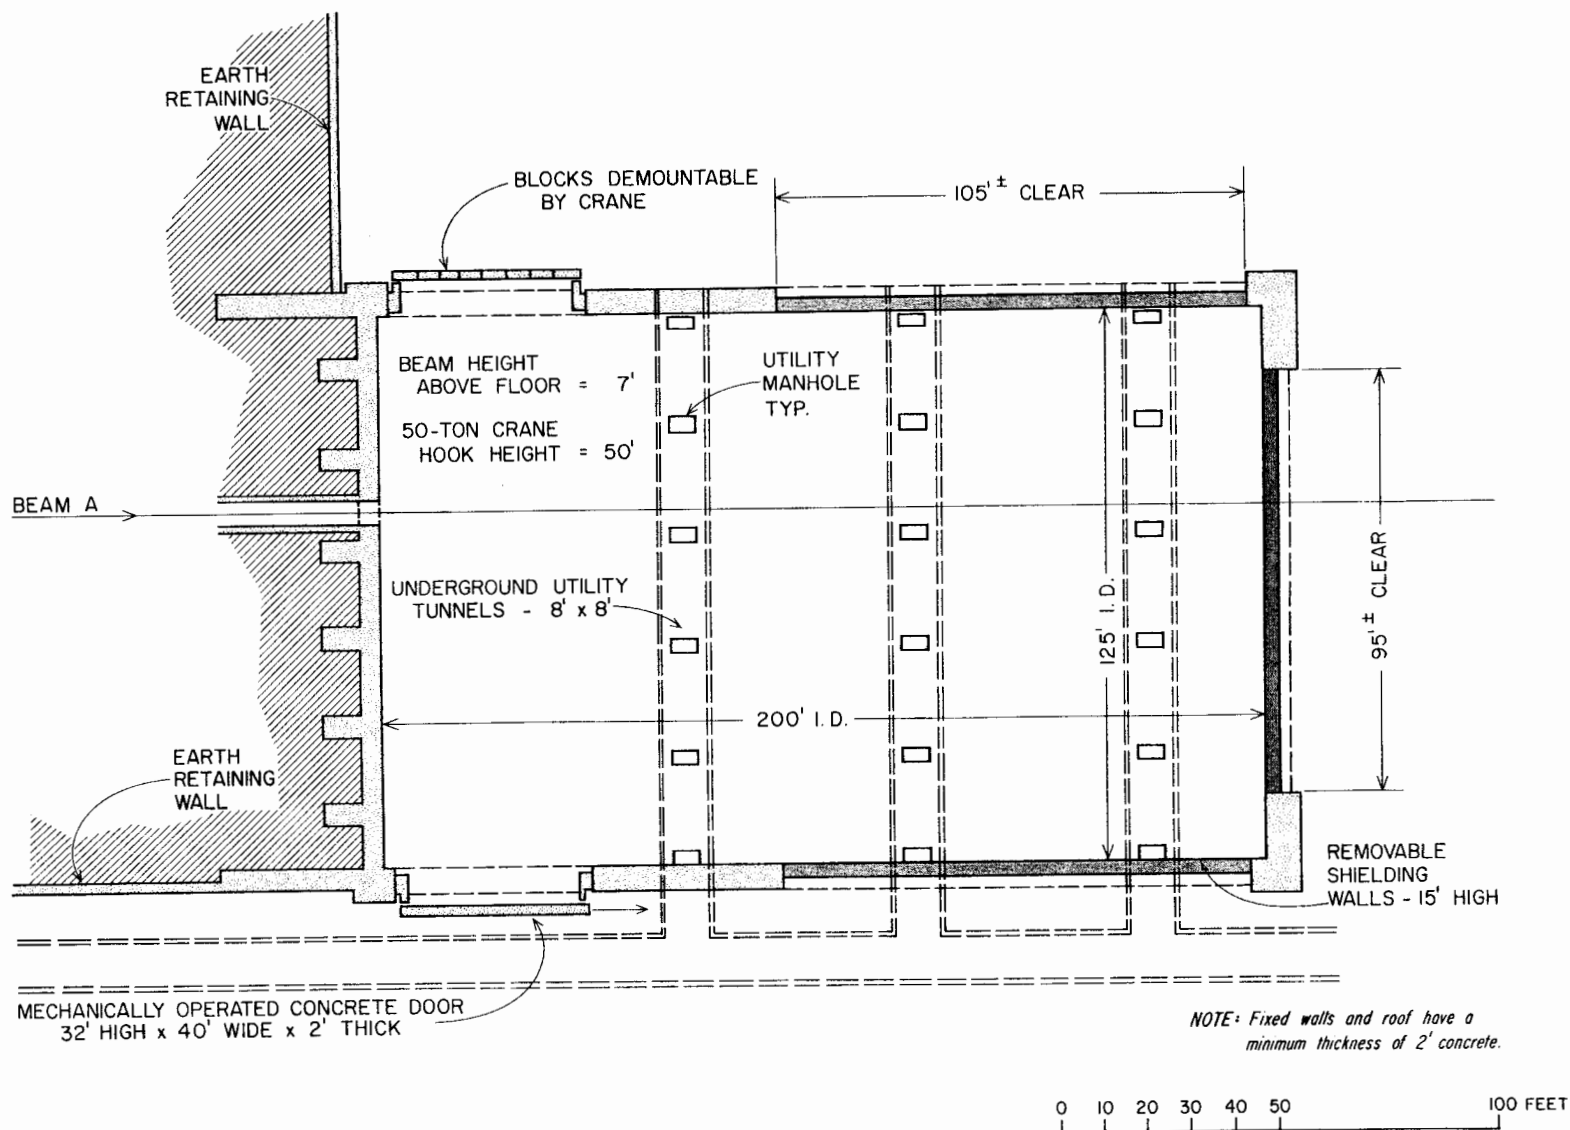 EARTH
RETAINING
WALL
BLOCKS DEMOUNTABLE
BY CRANE
105' ± CLEAR
BEAM HEIGHT
ABOVE FLOOR = 7'
50-TON CRANE
HOOK HEIGHT = 50'
UTILITY
MANHOLE
TYP.
BEAM A
UNDERGROUND UTILITY
TUNNELS - 8' x 8'
125' I.D.
95' ± CLEAR
200' I.D.
EARTH
RETAINING
WALL
REMOVABLE
SHIELDING
WALLS - 15' HIGH
MECHANICALLY OPERATED CONCRETE DOOR
32' HIGH x 40' WIDE x 2' THICK
NOTE: Fixed walls and roof have a
minimum thickness of 2' concrete.
0 10 20 30 40 50 100 FEET